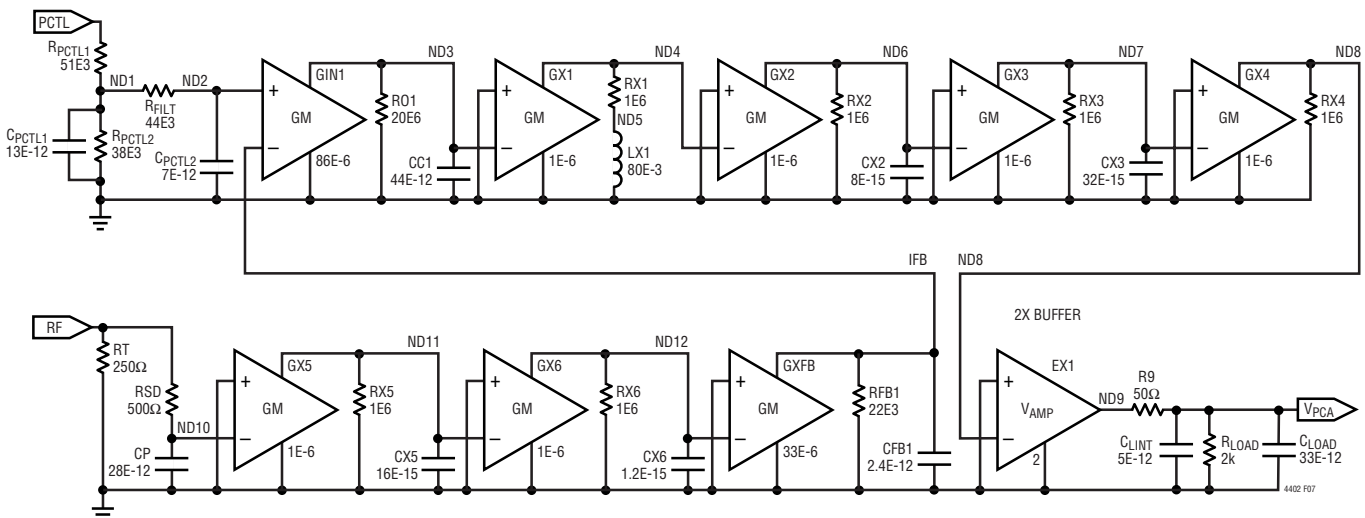 PCTL
RPCTL1
51E3
ND1
ND2
RFILT
44E3
CPCTL1
13E-12
RPCTL2
38E3
CPCTL2
7E-12
+
−
GM
GIN1
86E-6
RO1
20E6
ND3
CC1
44E-12
+
−
GM
GX1
1E-6
RX1
1E6
ND5
LX1
80E-3
ND4
+
−
GM
GX2
1E-6
RX2
1E6
ND6
CX2
8E-15
+
−
GM
GX3
1E-6
RX3
1E6
ND7
CX3
32E-15
+
−
GM
GX4
1E-6
RX4
1E6
ND8
IFB
ND8
RF
RT
250Ω
RSD
500Ω
ND10
CP
28E-12
+
−
GM
GX5
1E-6
RX5
1E6
ND11
CX5
16E-15
+
−
GM
GX6
1E-6
RX6
1E6
ND12
CX6
1.2E-15
+
−
GM
GXFB
33E-6
RFB1
22E3
CFB1
2.4E-12
2X BUFFER
+
−
VAMP
EX1
2
ND9
R9
50Ω
VPCA
CLINT
5E-12
RLOAD
2k
CLOAD
33E-12
4402 F07